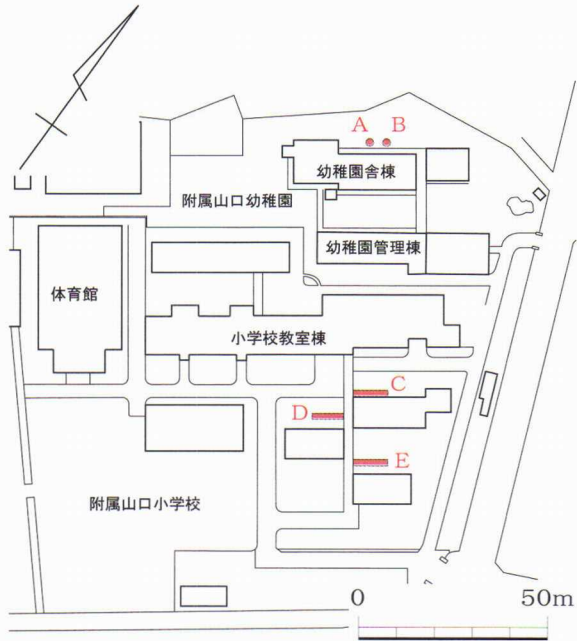 A B
幼稚園舎棟
附属山口幼稚園
幼稚園管理棟
体育館
小学校教室棟
C
D
E
附属山口小学校
0 50m